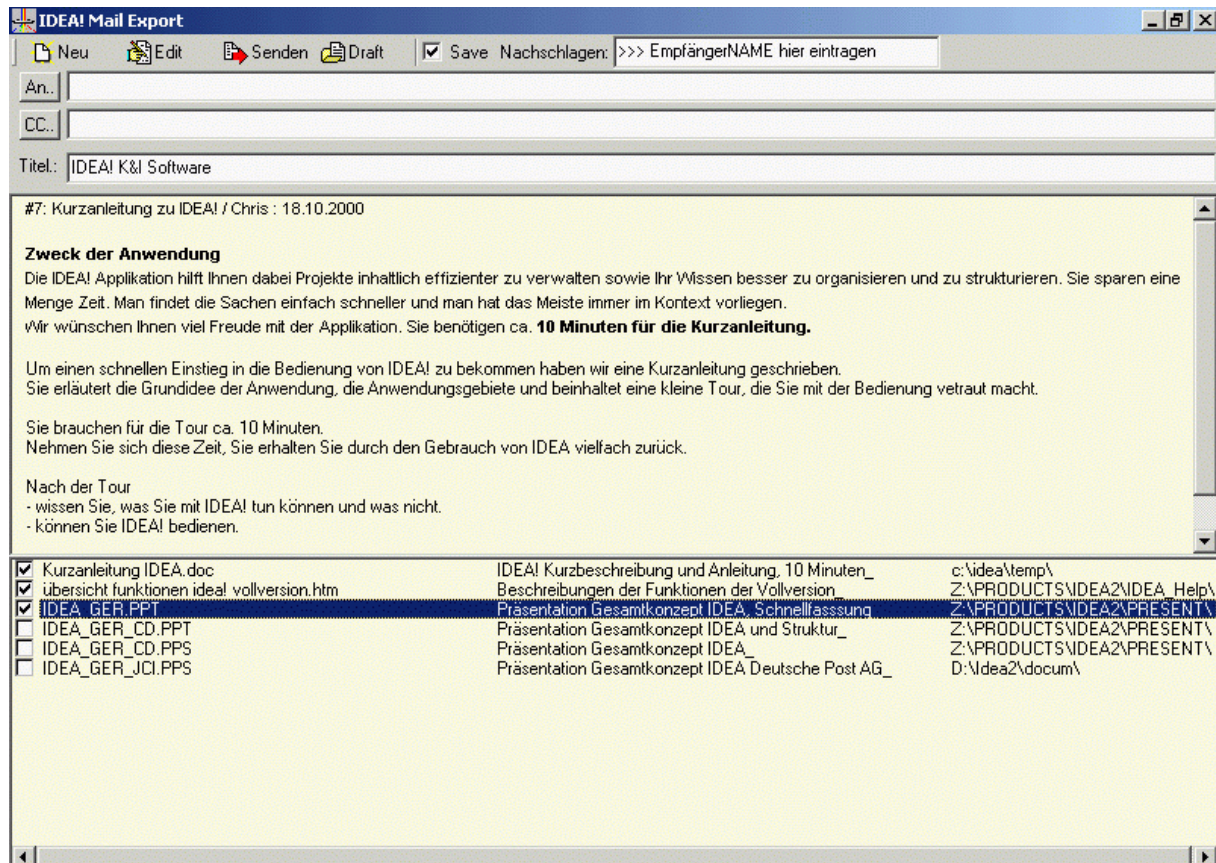 IDEA! Mail Export
Neu Edit Senden Draft Save Nachschlagen: >>> EmpfängerNAME hier eintragen
An..
CC..
Titel.: IDEA! K&I Software
#7: Kurzanleitung zu IDEA! / Chris : 18.10.2000
Zweck der Anwendung
Die IDEA! Applikation hilft Ihnen dabei Projekte inhaltlich effizienter zu verwalten sowie Ihr Wissen besser zu organisieren und zu strukturieren. Sie sparen eine
Menge Zeit. Man findet die Sachen einfach schneller und man hat das Meiste immer im Kontext vorliegen.
Wir wünschen Ihnen viel Freude mit der Applikation. Sie benötigen ca. 10 Minuten für die Kurzanleitung.
Um einen schnellen Einstieg in die Bedienung von IDEA! zu bekommen haben wir eine Kurzanleitung geschrieben.
Sie erläutert die Grundidee der Anwendung, die Anwendungsgebiete und beinhaltet eine kleine Tour, die Sie mit der Bedienung vetraut macht.
Sie brauchen für die Tour ca. 10 Minuten.
Nehmen Sie sich diese Zeit, Sie erhalten Sie durch den Gebrauch von IDEA vielfach zurück.
Nach der Tour
- wissen Sie, was Sie mit IDEA! tun können und was nicht.
- können Sie IDEA! bedienen.
Kurzanleitung IDEA.doc IDEA! Kurzbeschreibung und Anleitung, 10 Minuten_ c:\idea\temp\
übersicht funktionen idea! vollversion.htm Beschreibungen der Funktionen der Vollversion_ Z:\PRODUCTS\IDEA2\IDEA_Help\
IDEA_GER.PPT Präsentation Gesamtkonzept IDEA, Schnellfasssung_ Z:\PRODUCTS\IDEA2\PRESENT\
IDEA_GER_CD.PPT Präsentation Gesamtkonzept IDEA und Struktur_ Z:\PRODUCTS\IDEA2\PRESENT\
IDEA_GER_CD.PPS Präsentation Gesamtkonzept IDEA_ Z:\PRODUCTS\IDEA2\PRESENT\
IDEA_GER_JCI.PPS Präsentation Gesamtkonzept IDEA Deutsche Post AG_ D:\Idea2\docum\